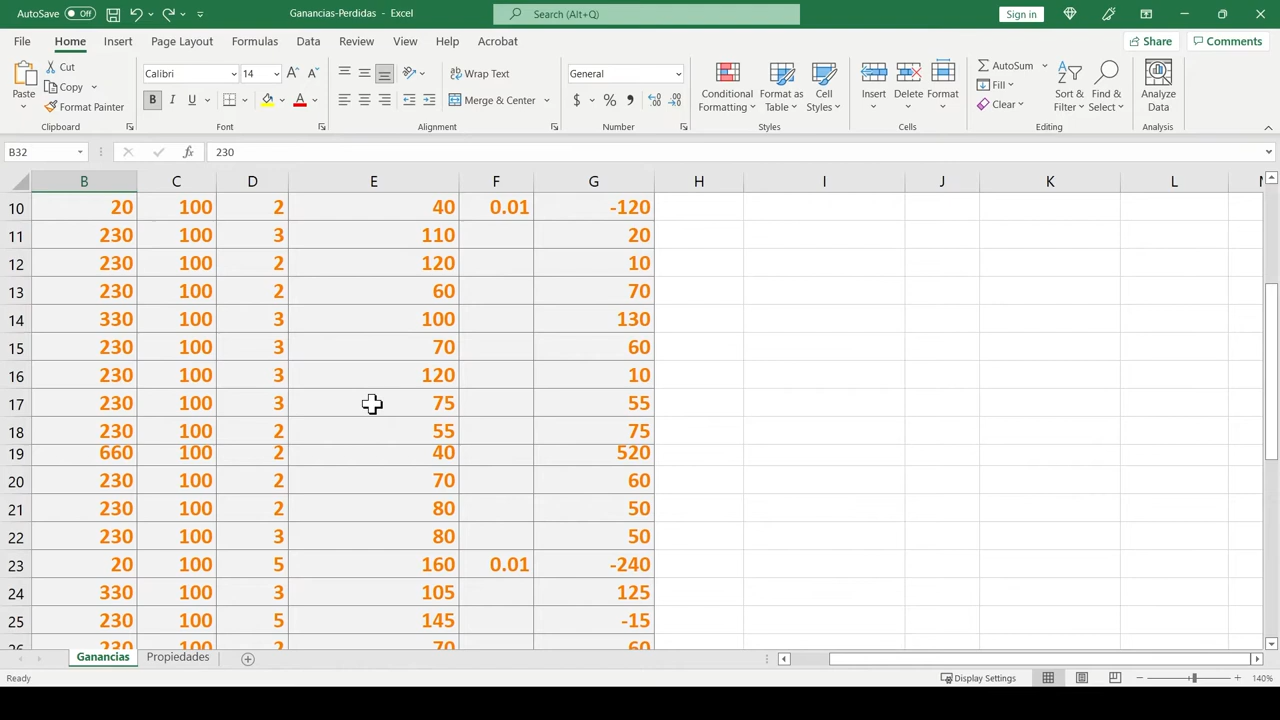 AutoSave Off Ganancias-Perdidas - Excel Search (Alt+Q) Sign in
File Home Insert Page Layout Formulas Data Review View Help Acrobat Share Comments
Paste Cut Copy Format Painter Clipboard
Calibri 14 B I U A Font
Wrap Text Merge & Center Alignment
General $ % 9 Number
Conditional Formatting Format as Table Cell Styles Styles
Insert Delete Format Cells
AutoSum Fill Clear Sort & Filter Find & Select Editing
Analyze Data Analysis
B32 fx 230
B C D E F G H I J K L
10 20 100 2 40 0.01 -120
11 230 100 3 110 20
12 230 100 2 120 10
13 230 100 2 60 70
14 330 100 3 100 130
15 230 100 3 70 60
16 230 100 3 120 10
17 230 100 3 75 55
18 230 100 2 55 75
19 660 100 2 40 520
20 230 100 2 70 60
21 230 100 2 80 50
22 230 100 3 80 50
23 20 100 5 160 0.01 -240
24 330 100 3 105 125
25 230 100 5 145 -15
26 230 100 2 70 60
Ganancias Propiedades
Ready Display Settings 140%